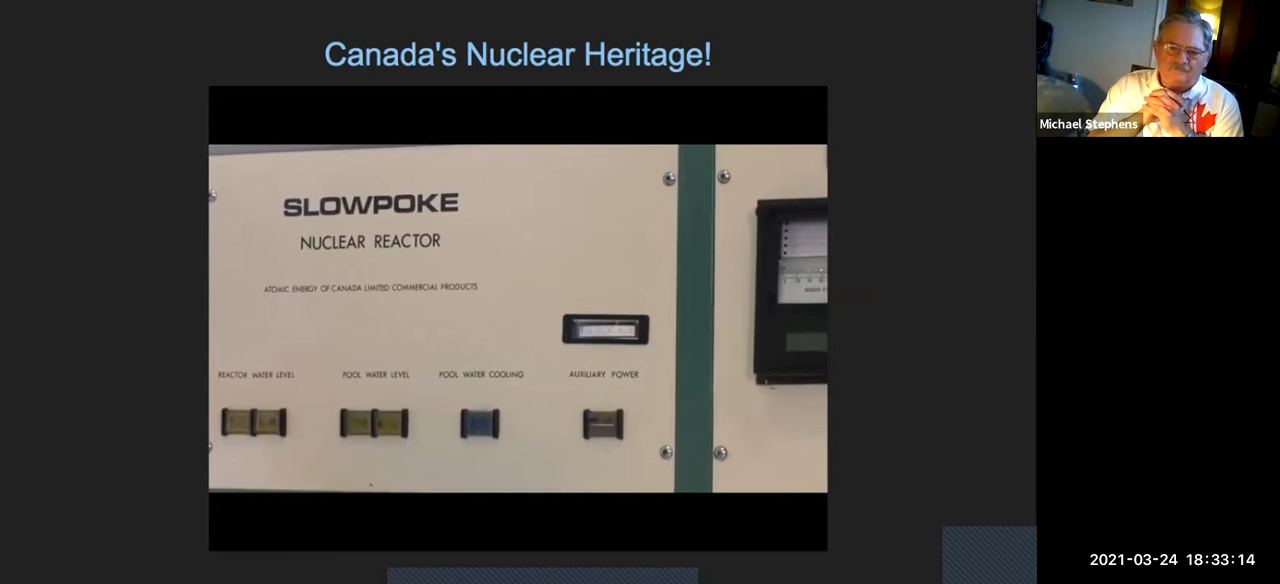 Canada's Nuclear Heritage!
SLOWPOKE
NUCLEAR REACTOR
ATOMIC ENERGY OF CANADA LIMITED COMMERCIAL PRODUCTS
REACTOR WATER LEVEL
POOL WATER LEVEL
POOL WATER COOLING
AUXILIARY POWER
Michael Stephens
2021-03-24 18:33:14